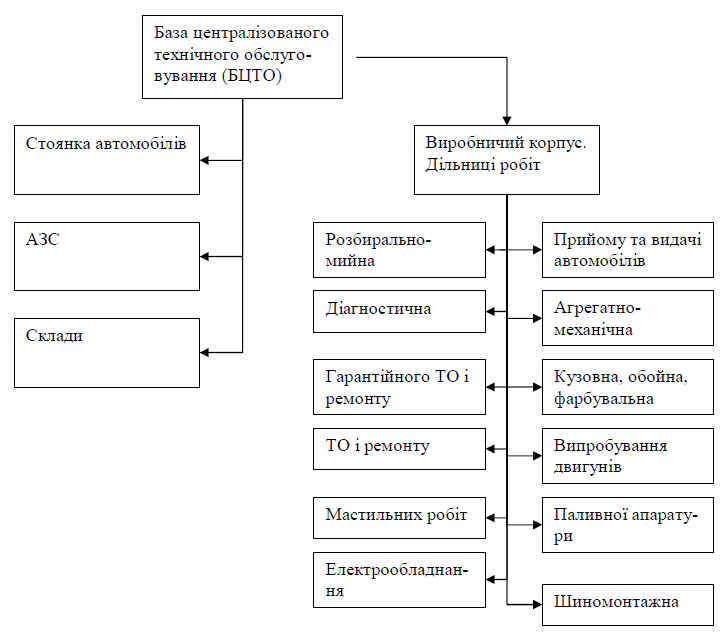 База централізованого
технічного обслуго-
вування (БЦТО)
Стоянка автомобілів
АЗС
Склади
Виробничий корпус.
Дільниці робіт
Розбирально-
мийна
Прийому та видачі
автомобілів
Діагностична
Агрегатно-
механічна
Гарантійного ТО і
ремонту
Кузовна, обойна,
фарбувальна
ТО і ремонту
Випробування
двигунів
Мастильних робіт
Паливної апарату-
ри
Електрообладнан-
ня
Шиномонтажна